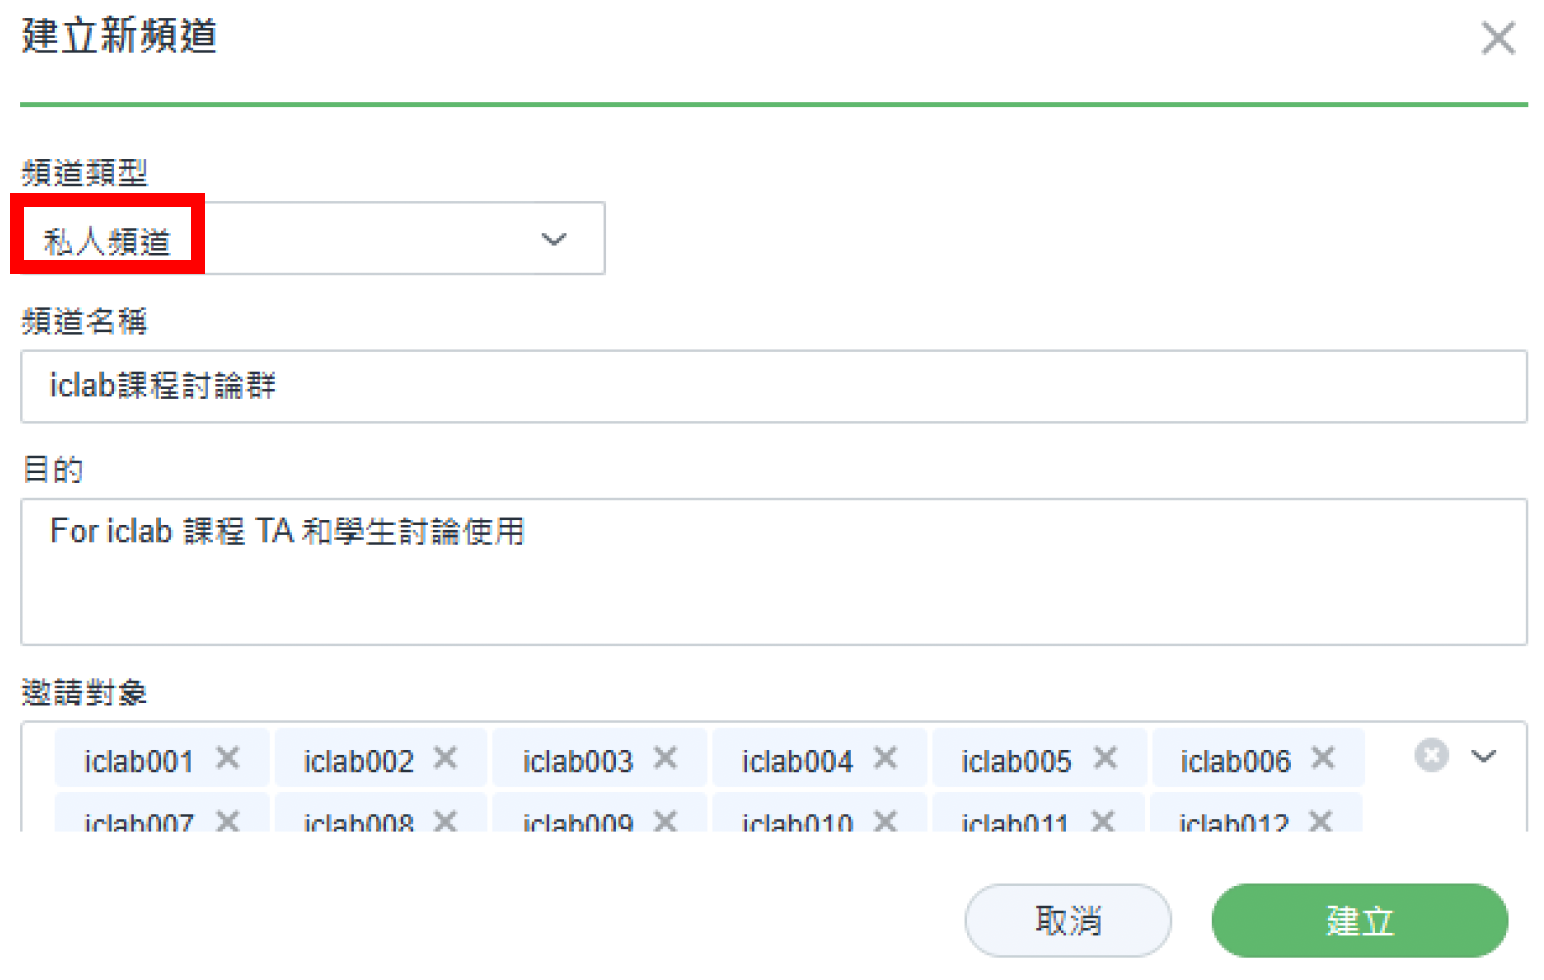 建立新頻道
頻道類型
私人頻道
頻道名稱
iclab課程討論群
目的
For iclab 課程 TA 和學生討論使用
邀請對象
iclab001 iclab002 iclab003 iclab004 iclab005 iclab006
iclab007 iclab008 iclab009 iclab010 iclab011 iclab012
取消 建立